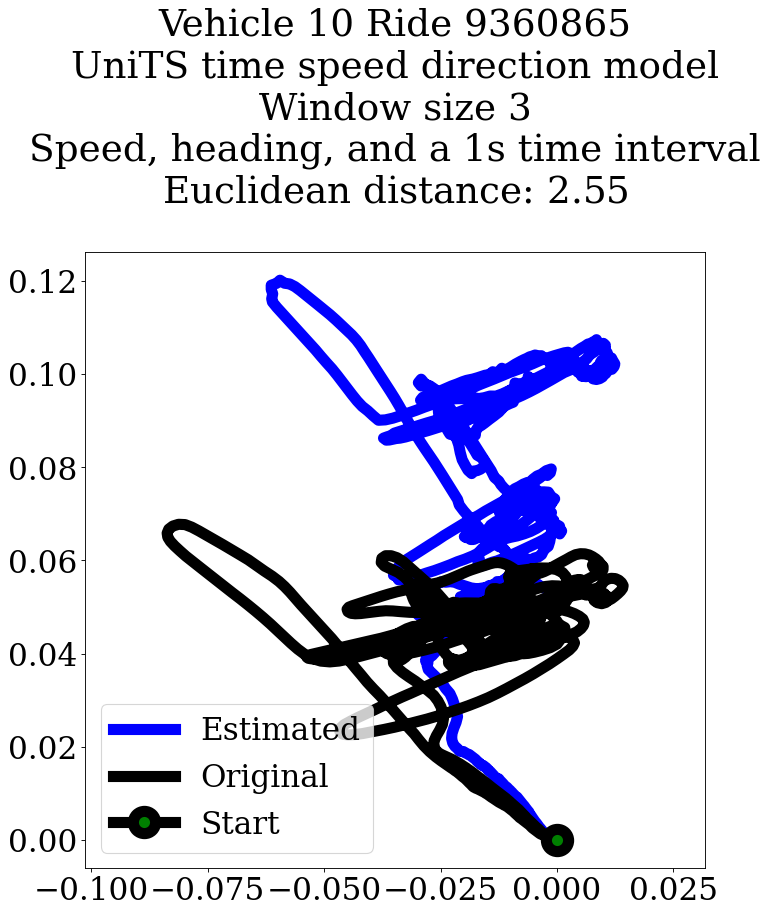 Vehicle 10 Ride 9360865
UniTS time speed direction model
Window size 3
Speed, heading, and a 1s time interval
Euclidean distance: 2.55
0.12
0.10
0.08
0.06
0.04
0.02
0.00
Estimated
Original
Start
−0.100 −0.075 −0.050 −0.025 0.000 0.025